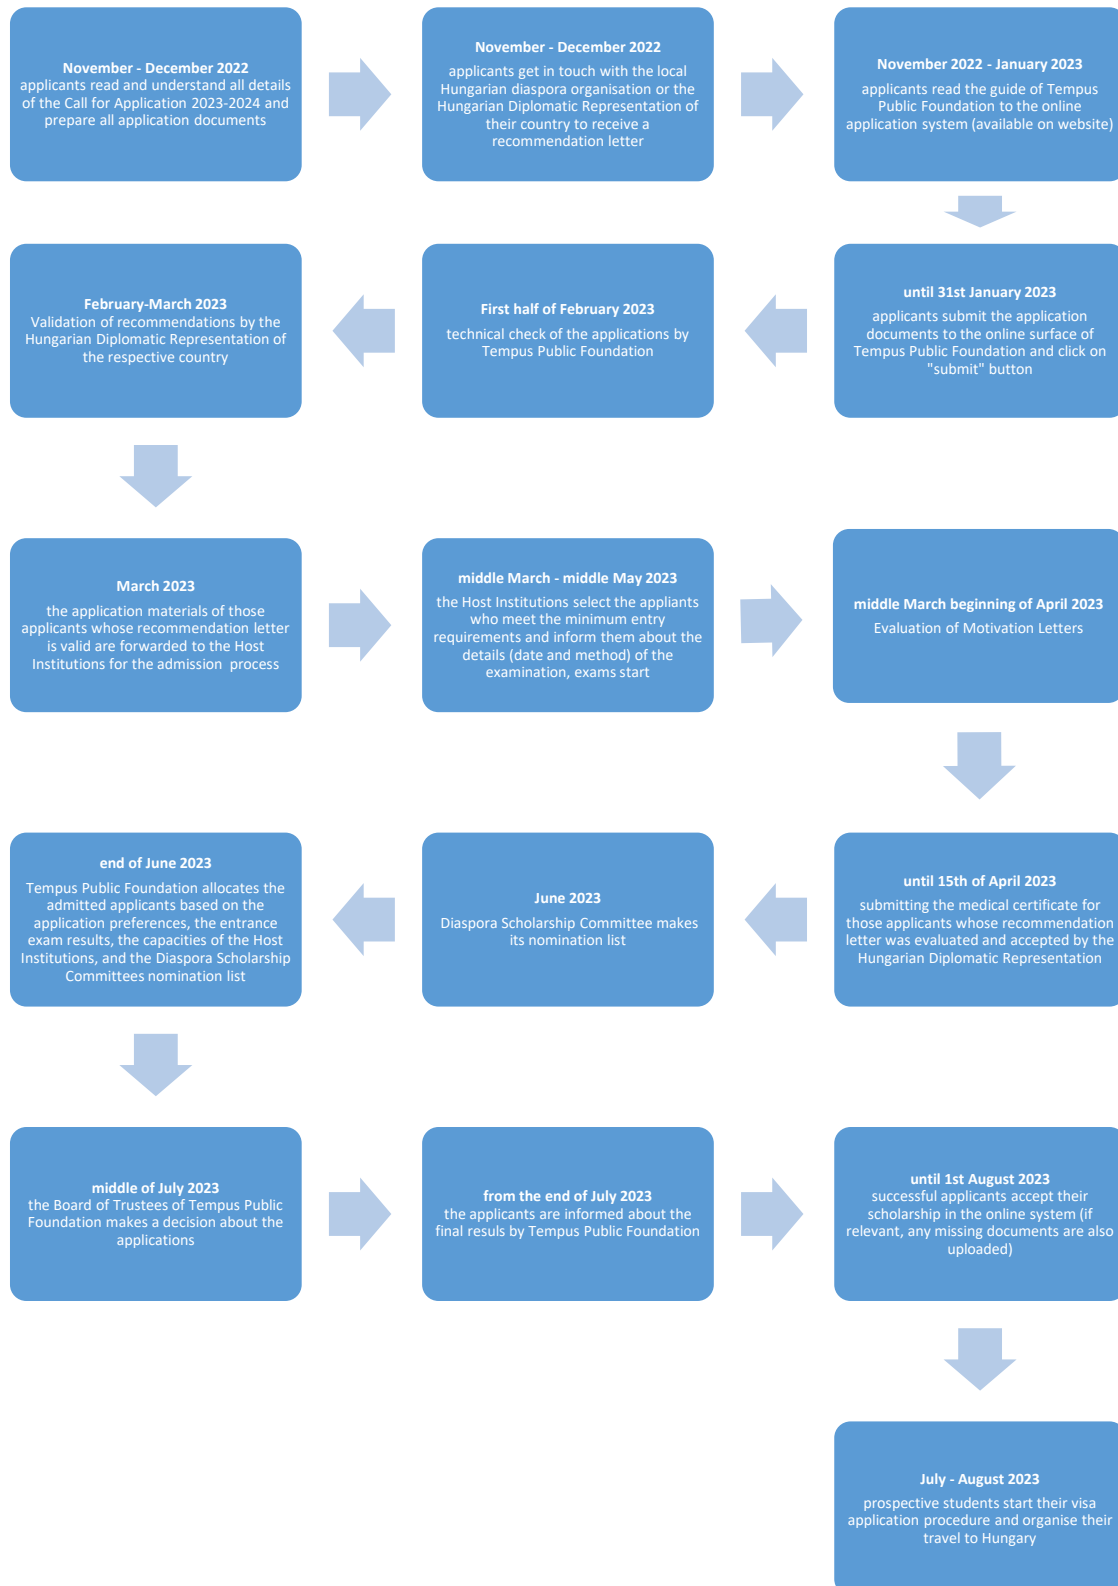 November - December 2022
applicants read and understand all details
of the Call for Application 2023-2024 and
prepare all application documents
November - December 2022
applicants get in touch with the local
Hungarian diaspora organisation or the
Hungarian Diplomatic Representation of
their country to receive a
recommendation letter
November 2022 - January 2023
applicants read the guide of Tempus
Public Foundation to the online
application system (available on website)
until 31st January 2023
applicants submit the application
documents to the online surface of
Tempus Public Foundation and click on
"submit" button
First half of February 2023
technical check of the applications by
Tempus Public Foundation
February-March 2023
Validation of recommendations by the
Hungarian Diplomatic Representation of
the respective country
March 2023
the application materials of those
applicants whose recommendation letter
is valid are forwarded to the Host
Institutions for the admission process
middle March - middle May 2023
the Host Institutions select the appliants
who meet the minimum entry
requirements and inform them about the
details (date and method) of the
examination, exams start
middle March beginning of April 2023
Evaluation of Motivation Letters
until 15th of April 2023
submitting the medical certificate for
those applicants whose recommendation
letter was evaluated and accepted by the
Hungarian Diplomatic Representation
June 2023
Diaspora Scholarship Committee makes
its nomination list
end of June 2023
Tempus Public Foundation allocates the
admitted applicants based on the
application preferences, the entrance
exam results, the capacities of the Host
Institutions, and the Diaspora Scholarship
Committees nomination list
middle of July 2023
the Board of Trustees of Tempus Public
Foundation makes a decision about the
applications
from the end of July 2023
the applicants are informed about the
final resuls by Tempus Public Foundation
until 1st August 2023
successful applicants accept their
scholarship in the online system (if
relevant, any missing documents are also
uploaded)
July - August 2023
prospective students start their visa
application procedure and organise their
travel to Hungary